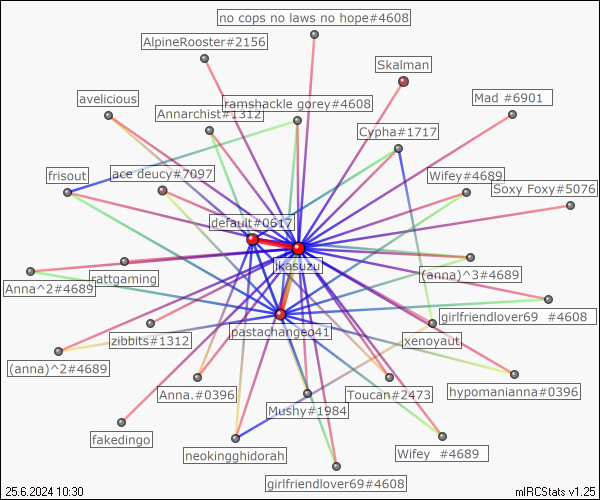 no cops no laws no hope#4608
AlpineRooster#2156
Skalman
avelicious
Annarchist#1312
ramshackle gorey#4608
Mad #6901
Cypha#1717
frisout
ace deucy#7097
Wifey#4689
Soxy Foxy#5076
default#0617
ikasuzu
Anna^2#4689
rattgaming
(anna)^3#4689
girlfriendlover69 #4608
zibbits#1312
pastachangeo41
xenoyaut
(anna)^2#4689
Anna.#0396
Mushy#1984
Toucan#2473
hypomanianna#0396
fakedingo
neokingghidorah
Wifey #4689
girlfriendlover69#4608
25.6.2024 10:30
mIRCStats v1.25